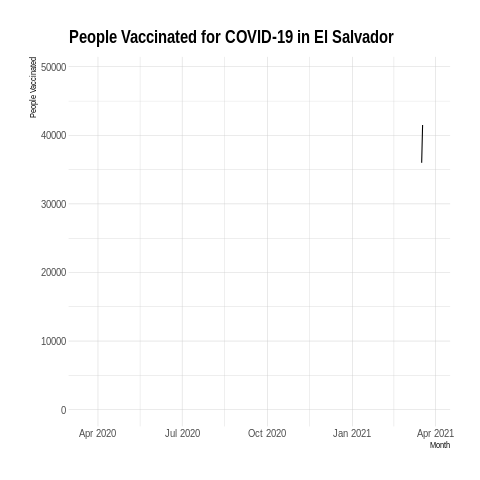 People Vaccinated for COVID-19 in El Salvador
People Vaccinated
50000
40000
30000
20000
10000
0
Apr 2020 Jul 2020 Oct 2020 Jan 2021 Apr 2021
Month